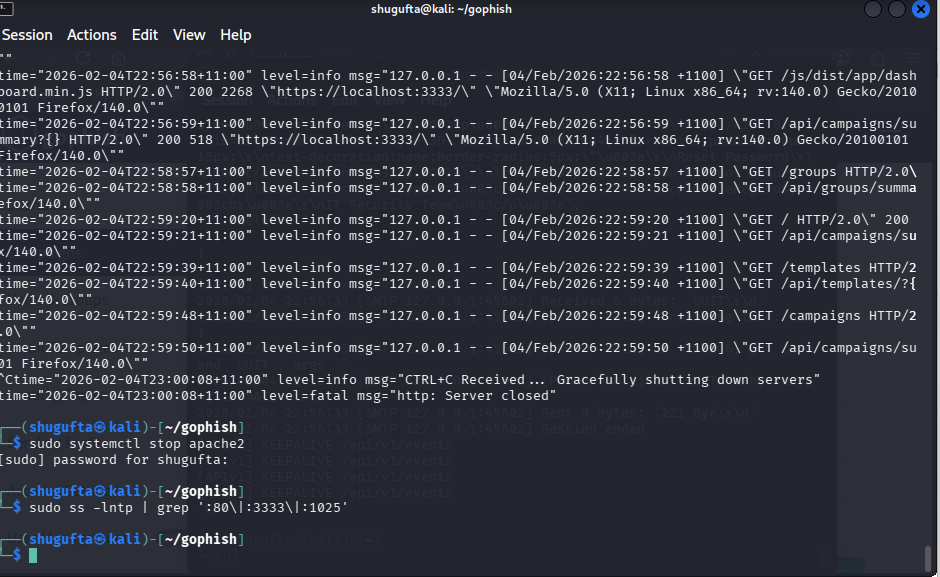 shugufta@kali: ~/gophish
Session Actions Edit View Help
""
time="2026-02-04T22:56:58+11:00" level=info msg="127.0.0.1 - - [04/Feb/2026:22:56:58 +1100] \"GET /js/dist/app/dash
board.min.js HTTP/2.0\" 200 2268 \"https://localhost:3333/\" \"Mozilla/5.0 (X11; Linux x86_64; rv:140.0) Gecko/2010
0101 Firefox/140.0\""
time="2026-02-04T22:56:59+11:00" level=info msg="127.0.0.1 - - [04/Feb/2026:22:56:59 +1100] \"GET /api/campaigns/su
mmary?{} HTTP/2.0\" 200 518 \"https://localhost:3333/\" \"Mozilla/5.0 (X11; Linux x86_64; rv:140.0) Gecko/20100101
Firefox/140.0\""
time="2026-02-04T22:58:57+11:00" level=info msg="127.0.0.1 - - [04/Feb/2026:22:58:57 +1100] \"GET /groups HTTP/2.0\
time="2026-02-04T22:58:58+11:00" level=info msg="127.0.0.1 - - [04/Feb/2026:22:58:58 +1100] \"GET /api/groups/summa
efox/140.0\""
time="2026-02-04T22:59:20+11:00" level=info msg="127.0.0.1 - - [04/Feb/2026:22:59:20 +1100] \"GET / HTTP/2.0\" 200
time="2026-02-04T22:59:21+11:00" level=info msg="127.0.0.1 - - [04/Feb/2026:22:59:21 +1100] \"GET /api/campaigns/su
x/140.0\""
time="2026-02-04T22:59:39+11:00" level=info msg="127.0.0.1 - - [04/Feb/2026:22:59:39 +1100] \"GET /templates HTTP/2
time="2026-02-04T22:59:40+11:00" level=info msg="127.0.0.1 - - [04/Feb/2026:22:59:40 +1100] \"GET /api/templates/?{
fox/140.0\""
time="2026-02-04T22:59:48+11:00" level=info msg="127.0.0.1 - - [04/Feb/2026:22:59:48 +1100] \"GET /campaigns HTTP/2
.0\""
time="2026-02-04T22:59:50+11:00" level=info msg="127.0.0.1 - - [04/Feb/2026:22:59:50 +1100] \"GET /api/campaigns/su
01 Firefox/140.0\""
^Ctime="2026-02-04T23:00:08+11:00" level=info msg="CTRL+C Received... Gracefully shutting down servers"
time="2026-02-04T23:00:08+11:00" level=fatal msg="http: Server closed"
(shugufta㉿kali)-[~/gophish]
$ sudo systemctl stop apache2
[sudo] password for shugufta:
(shugufta㉿kali)-[~/gophish]
$ sudo ss -lntp | grep ':80\|:3333\|:1025'
(shugufta㉿kali)-[~/gophish]
$